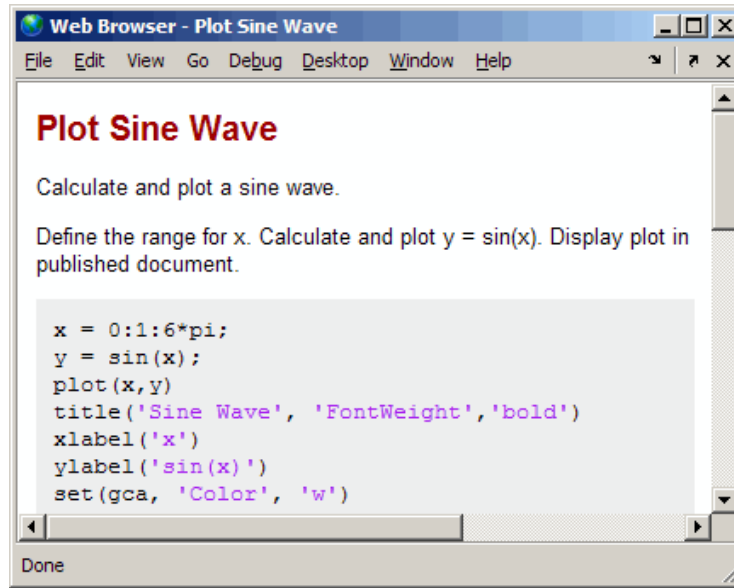 Web Browser - Plot Sine Wave
File Edit View Go Debug Desktop Window Help
Plot Sine Wave
Calculate and plot a sine wave.
Define the range for x. Calculate and plot y = sin(x). Display plot in
published document.
x = 0:1:6*pi;
y = sin(x);
plot(x,y)
title('Sine Wave', 'FontWeight','bold')
xlabel('x')
ylabel('sin(x)')
set(gca, 'Color', 'w')
Done